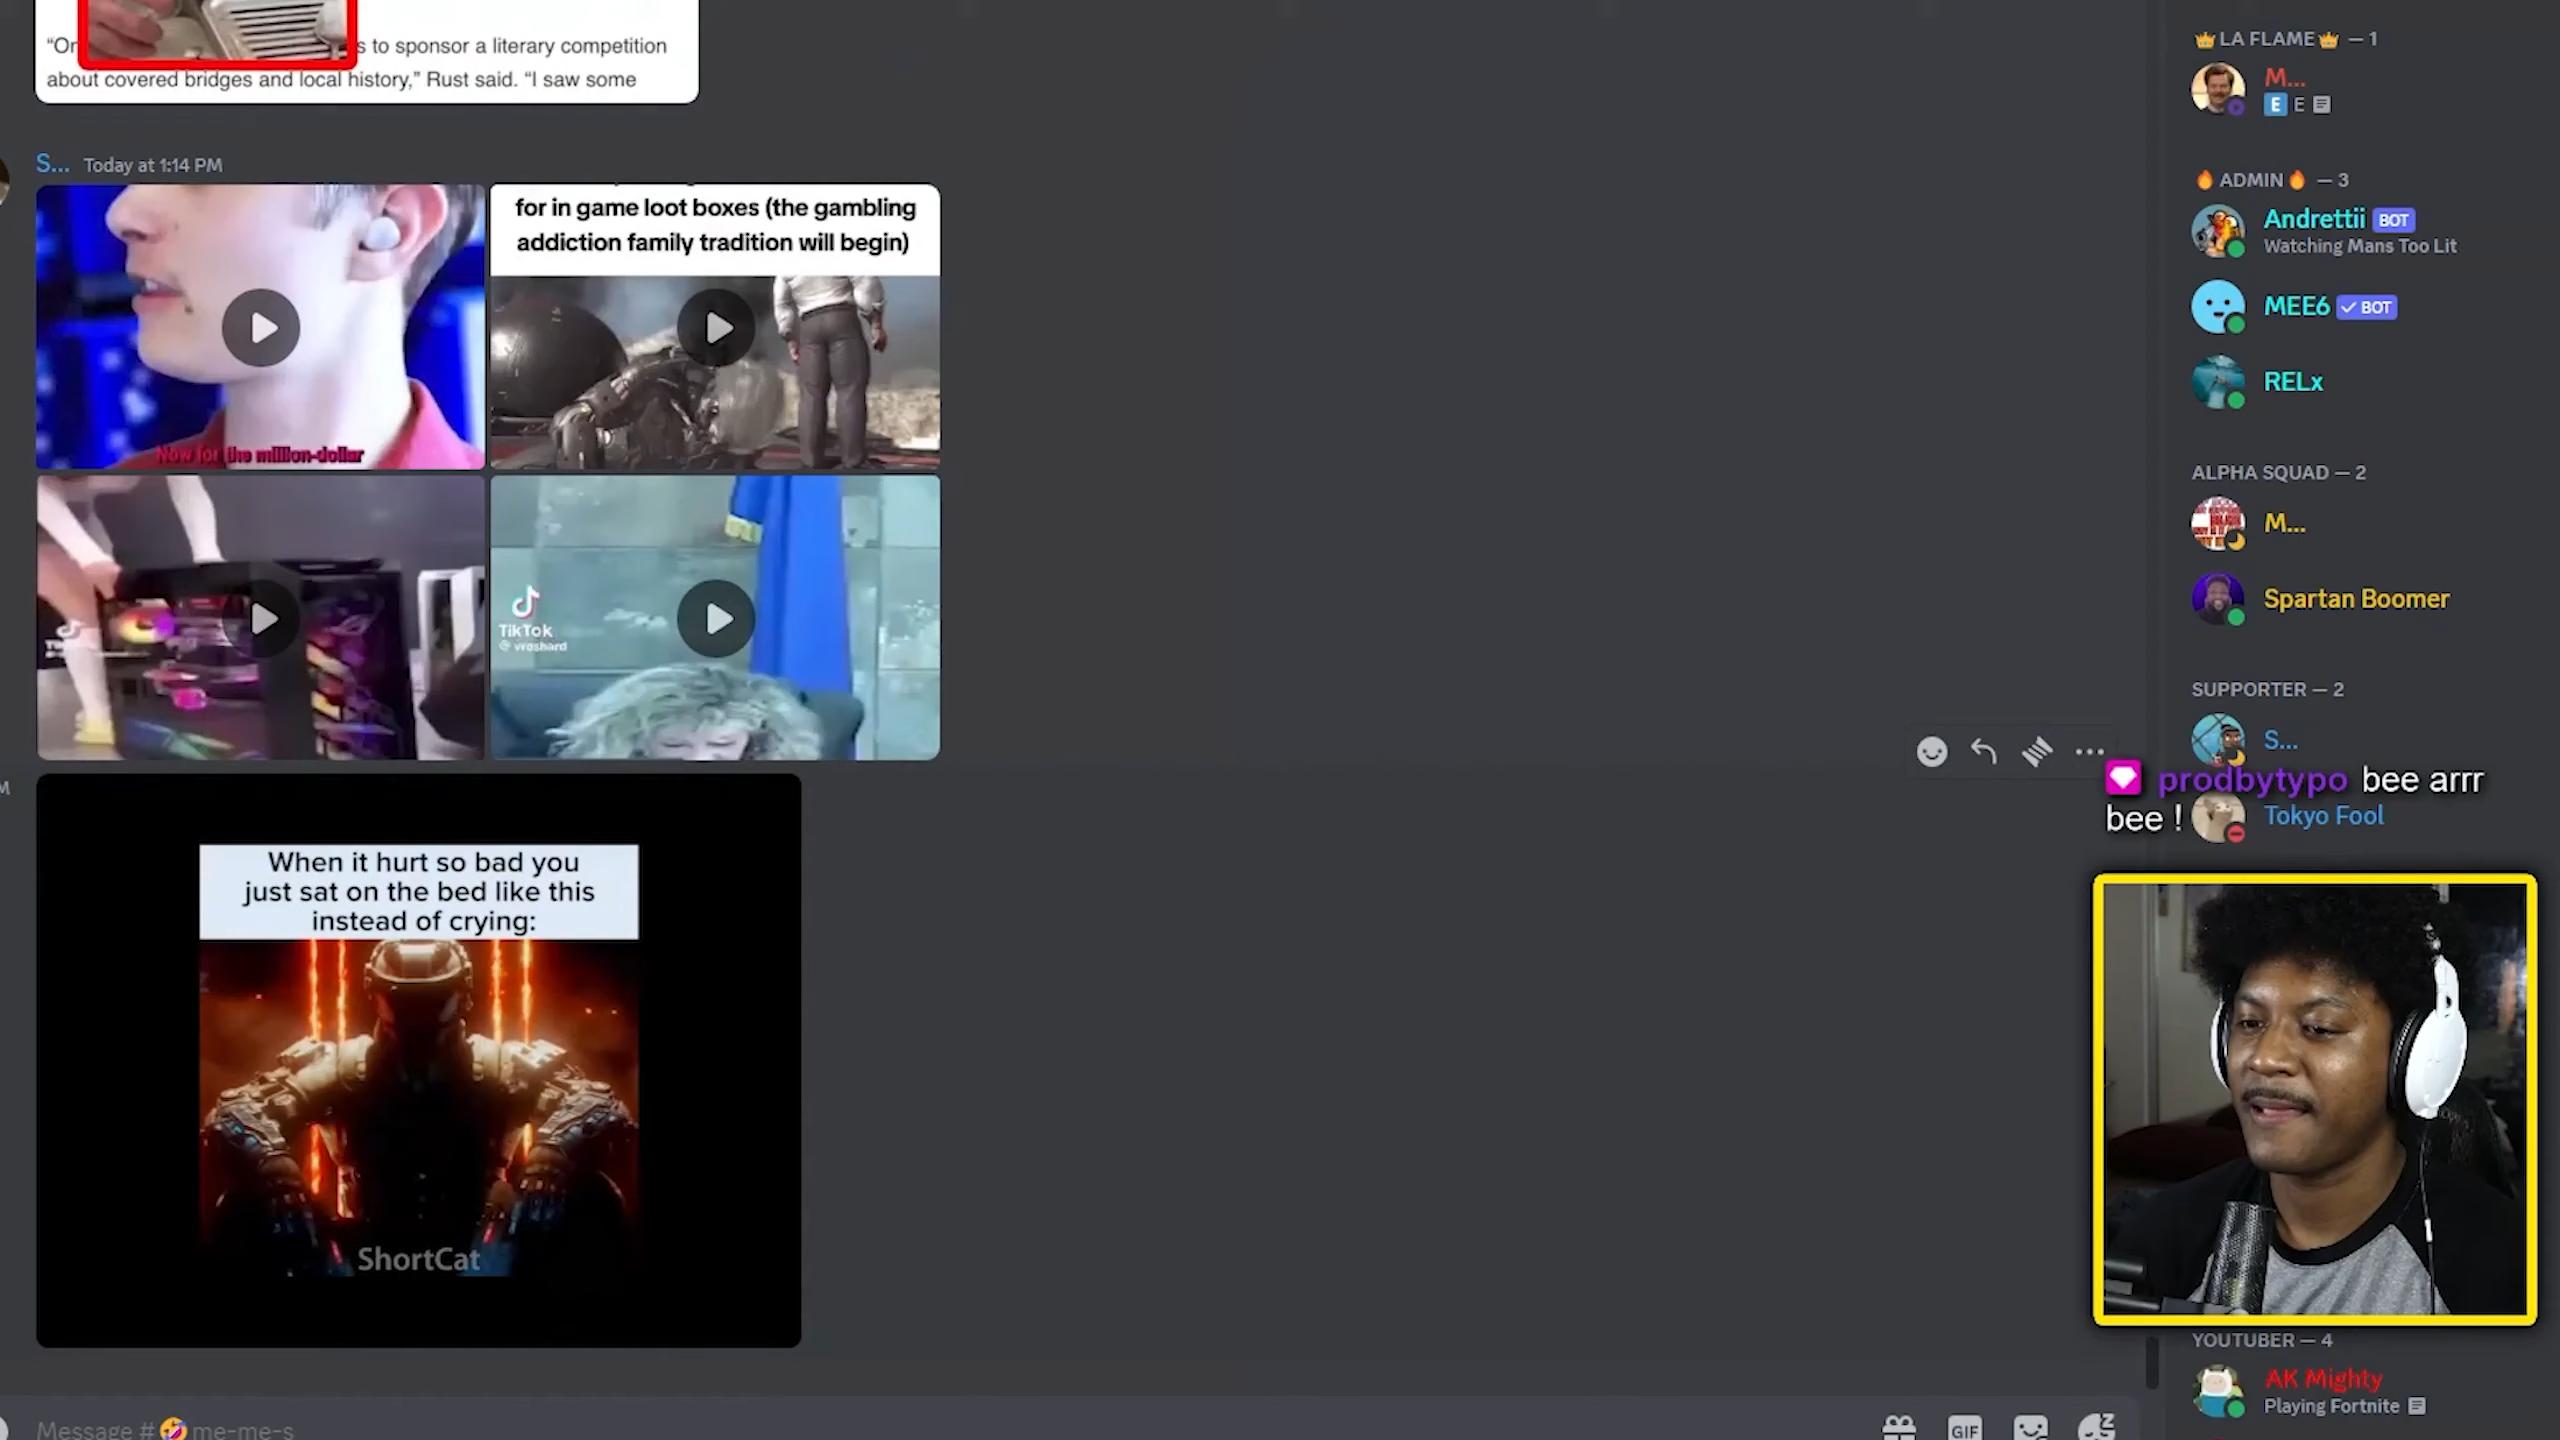 “Or
s to sponsor a literary competition
about covered bridges and local history,” Rust said. “I saw some
S... Today at 1:14 PM
Now for the million-dollar
for in game loot boxes (the gambling
addiction family tradition will begin)
TikTok
@ vroshard
M
When it hurt so bad you
just sat on the bed like this
instead of crying:
ShortCat
Message # 🤣 me-me-s
GIF
👑 LA FLAME 👑 — 1
M...
E E
🔥 ADMIN 🔥 — 3
Andrettii BOT
Watching Mans Too Lit
MEE6 ✓ BOT
RELx
ALPHA SQUAD — 2
M...
Spartan Boomer
SUPPORTER — 2
S...
prodbytypo bee arrr
bee !
Tokyo Fool
YOUTUBER — 4
AK Mighty
Playing Fortnite